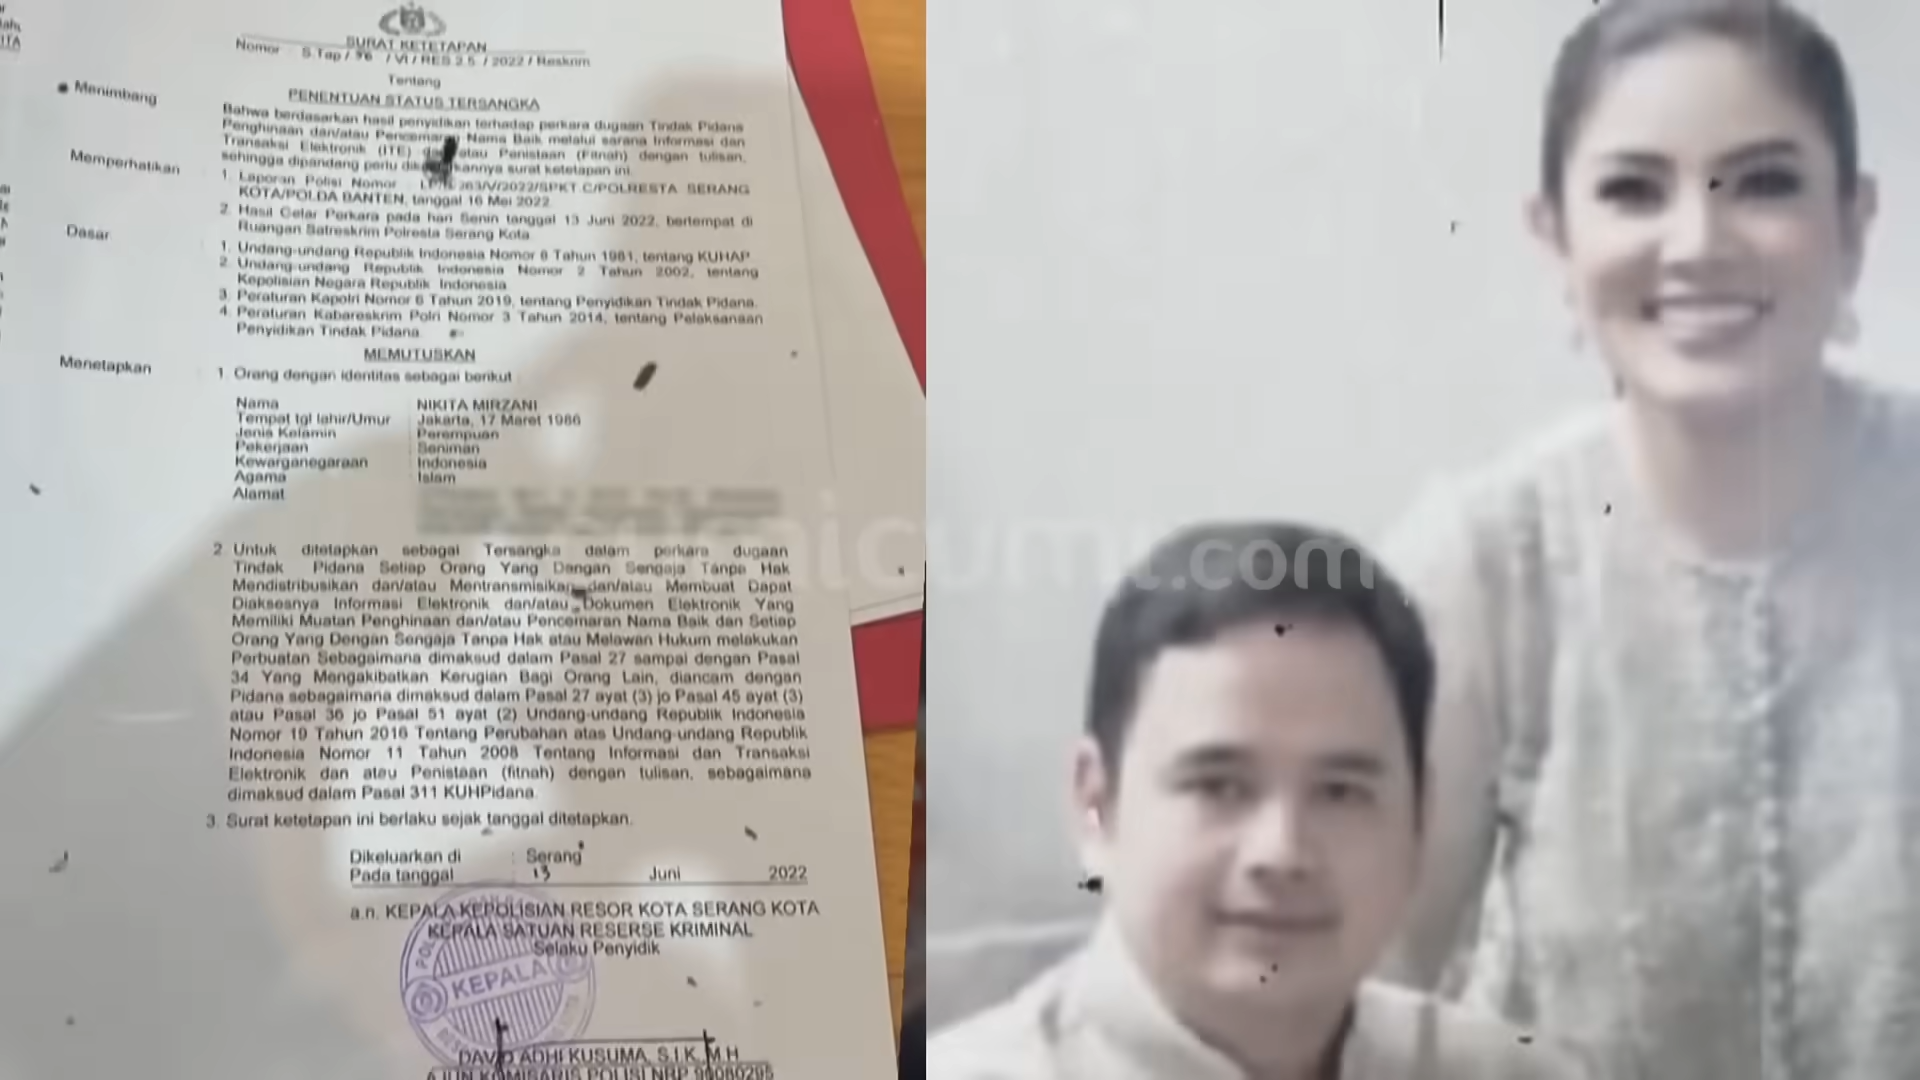 SURAT KETETAPAN
Nomor S.Tap / 56 / VI / RES 2.5. / 2022 / Reskrim
Tentang
PENENTUAN STATUS TERSANGKA
Menimbang
Bahwa berdasarkan hasil penyidikan terhadap perkara dugaan Tindak Pidana
Penghinaan dan/atau Pencemaran Nama Baik melalui sarana Informasi dan
Transaksi Elektronik (ITE) atau Penistaan (Fitnah) dengan tulisan,
sehingga dipandang perlu surat ketetapan ini.
Memperhatikan
1. Laporan Polisi Nomor 263/V/2022/SPKT.C/POLRESTA SERANG
KOTA/POLDA BANTEN, tanggal 16 Mei 2022
2. Hasil Gelar Perkara pada hari Senin tanggal 13 Juni 2022, bertempat di
Ruangan Satreskrim Polresta Serang Kota
Dasar
1. Undang-undang Republik Indonesia Nomor 8 Tahun 1981, tentang KUHAP
2. Undang-undang Republik Indonesia Nomor 2 Tahun 2002, tentang
Kepolisian Negara Republik Indonesia
3. Peraturan Kapolri Nomor 6 Tahun 2019, tentang Penyidikan Tindak Pidana.
4. Peraturan Kabareskrim Polri Nomor 3 Tahun 2014, tentang Pelaksanaan
Penyidikan Tindak Pidana.
MEMUTUSKAN
Menetapkan
1. Orang dengan identitas sebagai berikut
Nama NIKITA MIRZANI
Tempat tgl lahir/Umur : Jakarta, 17 Maret 1986
Jenis Kelamin : Perempuan
Pekerjaan : Seniman
Kewarganegaraan : Indonesia
Agama : Islam
Alamat
2. Untuk ditetapkan sebagai Tersangka dalam perkara dugaan
Tindak Pidana Setiap Orang Yang Dengan Sengaja Tanpa Hak
Mendistribusikan dan/atau Mentransmisikan dan/atau Membuat Dapat
Diaksesnya Informasi Elektronik dan/atau Dokumen Elektronik Yang
Memiliki Muatan Penghinaan dan/atau Pencemaran Nama Baik dan Setiap
Orang Yang Dengan Sengaja Tanpa Hak atau Melawan Hukum melakukan
Perbuatan Sebagaimana dimaksud dalam Pasal 27 sampai dengan Pasal
34 Yang Mengakibatkan Kerugian Bagi Orang Lain, diancam dengan
Pidana sebagaimana dimaksud dalam Pasal 27 ayat (3) jo Pasal 45 ayat (3)
atau Pasal 36 jo Pasal 51 ayat (2) Undang-undang Republik Indonesia
Nomor 19 Tahun 2016 Tentang Perubahan atas Undang-undang Republik
Indonesia Nomor 11 Tahun 2008 Tentang Informasi dan Transaksi
Elektronik dan atau Penistaan (fitnah) dengan tulisan, sebagaimana
dimaksud dalam Pasal 311 KUHPidana.
3. Surat ketetapan ini berlaku sejak tanggal ditetapkan.
Dikeluarkan di : Serang
Pada tanggal : 13 Juni 2022
a.n. KEPALA KEPOLISIAN RESOR KOTA SERANG KOTA
KEPALA SATUAN RESERSE KRIMINAL
Selaku Penyidik
KEPALA
DAVID ADHI KUSUMA, S.I.K., M.H
AJUN KOMISARIS POLISI NRP 90080295